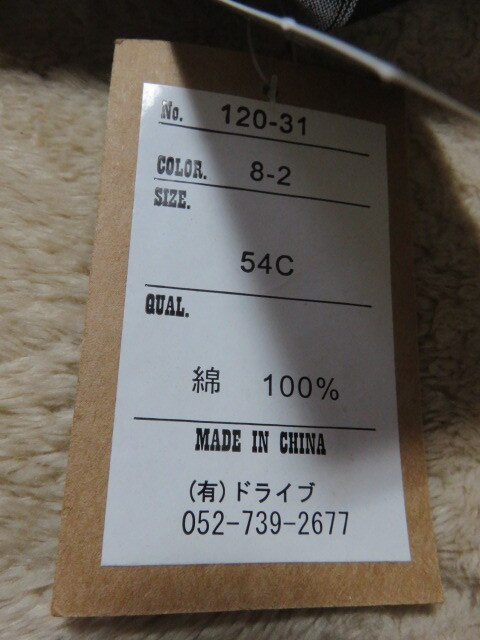 No. 120-31
COLOR. 8-2
SIZE.
54C
QUAL.
綿 100%
MADE IN CHINA
(有)ドライブ
052-739-2677